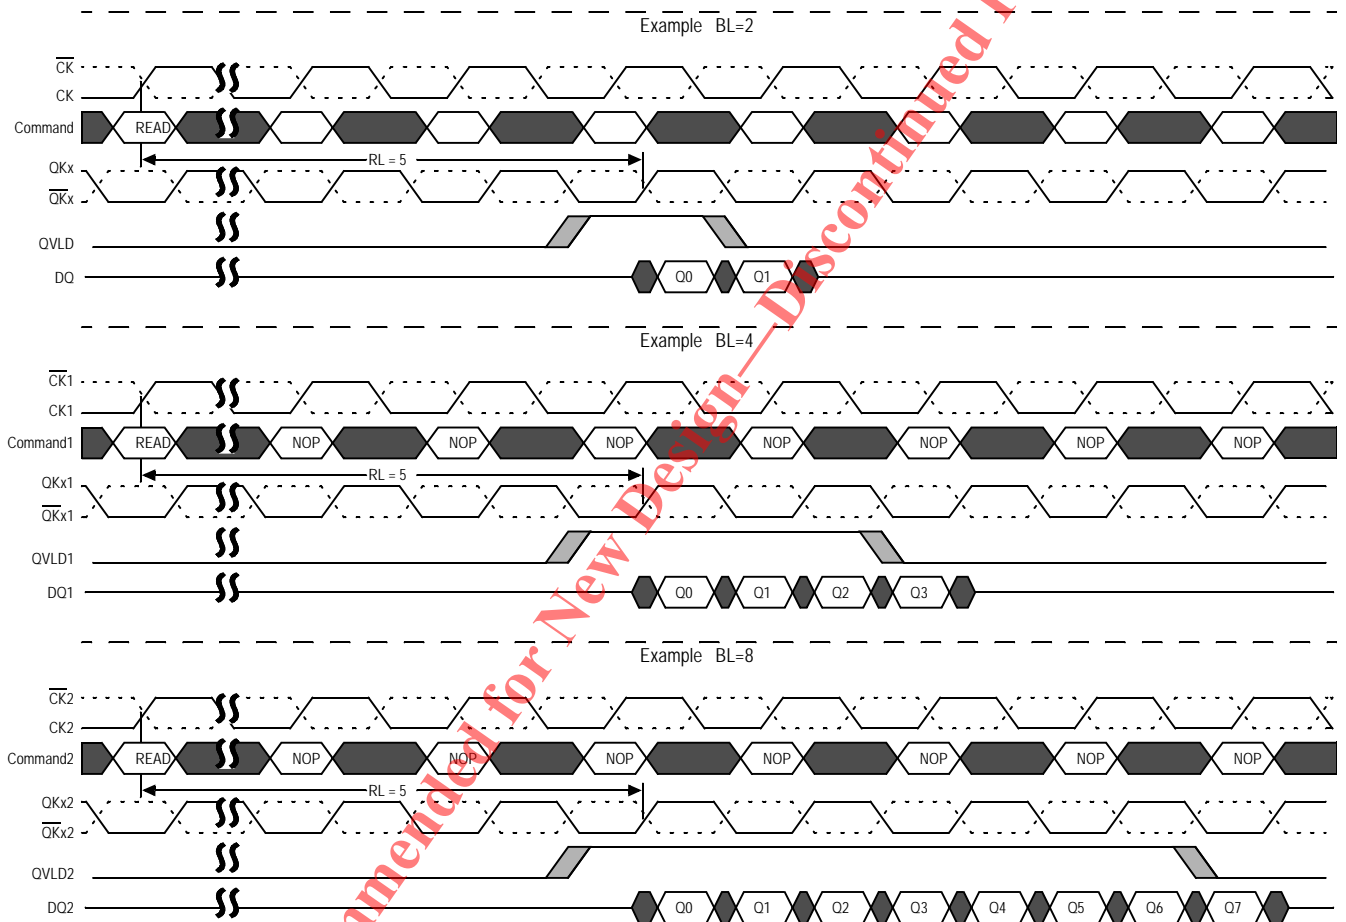 Example BL=2
CK
CK
Command READ
RL = 5
QKx
QKx
QVLD
DQ Q0 Q1
Example BL=4
CK1
CK1
Command1 READ NOP NOP NOP NOP NOP NOP NOP
RL = 5
QKx1
QKx1
QVLD1
DQ1 Q0 Q1 Q2 Q3
Example BL=8
CK2
CK2
Command2 READ NOP NOP NOP NOP NOP NOP NOP
RL = 5
QKx2
QKx2
QVLD2
DQ2 Q0 Q1 Q2 Q3 Q4 Q5 Q6 Q7
mmended for New Design—Discontinued